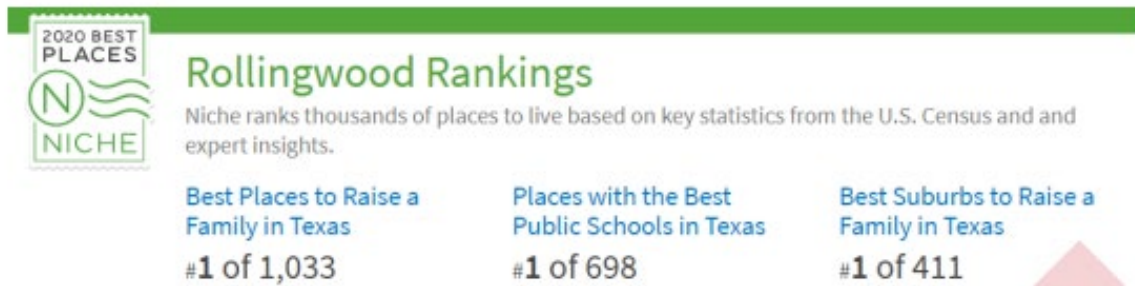 2020 BEST
PLACES
N
NICHE
Rollingwood Rankings
Niche ranks thousands of places to live based on key statistics from the U.S. Census and and
expert insights.
Best Places to Raise a
Family in Texas
#1 of 1,033
Places with the Best
Public Schools in Texas
#1 of 698
Best Suburbs to Raise a
Family in Texas
#1 of 411